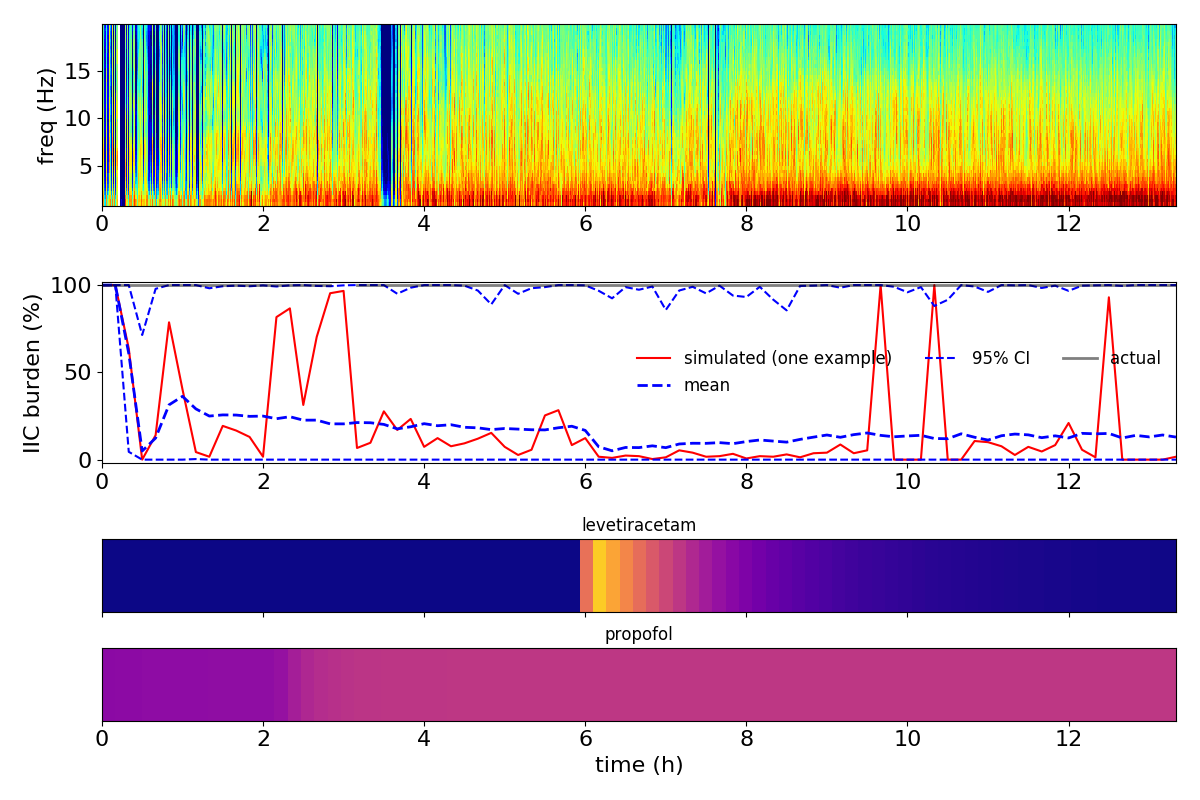 freq (Hz)
15
10
5
0 2 4 6 8 10 12
IIC burden (%)
100
50
0
simulated (one example) 95% CI actual
mean
0 2 4 6 8 10 12
levetiracetam
propofol
0 2 4 6 8 10 12
time (h)